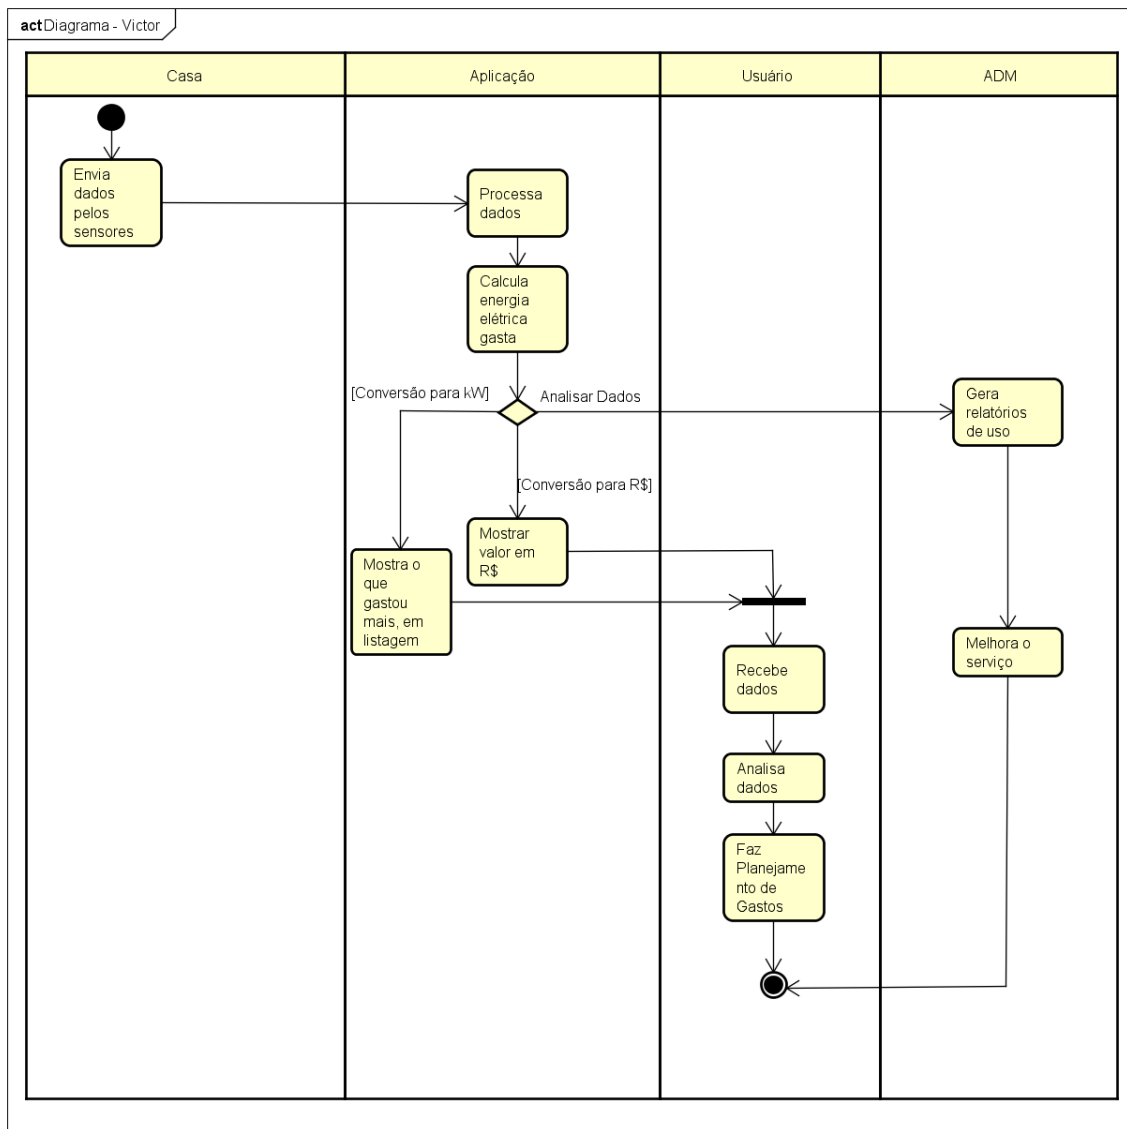 act Diagrama - Victor
Casa
Aplicação
Usuário
ADM
Envia
dados
pelos
sensores
Processa
dados
Calcula
energia
elétrica
gasta
[Conversão para kW]
Analisar Dados
Gera
relatórios
de uso
[Conversão para R$]
Mostrar
valor em
R$
Mostra o
que
gastou
mais, em
listagem
Recebe
dados
Melhora o
serviço
Analisa
dados
Faz
Planejame
nto de
Gastos